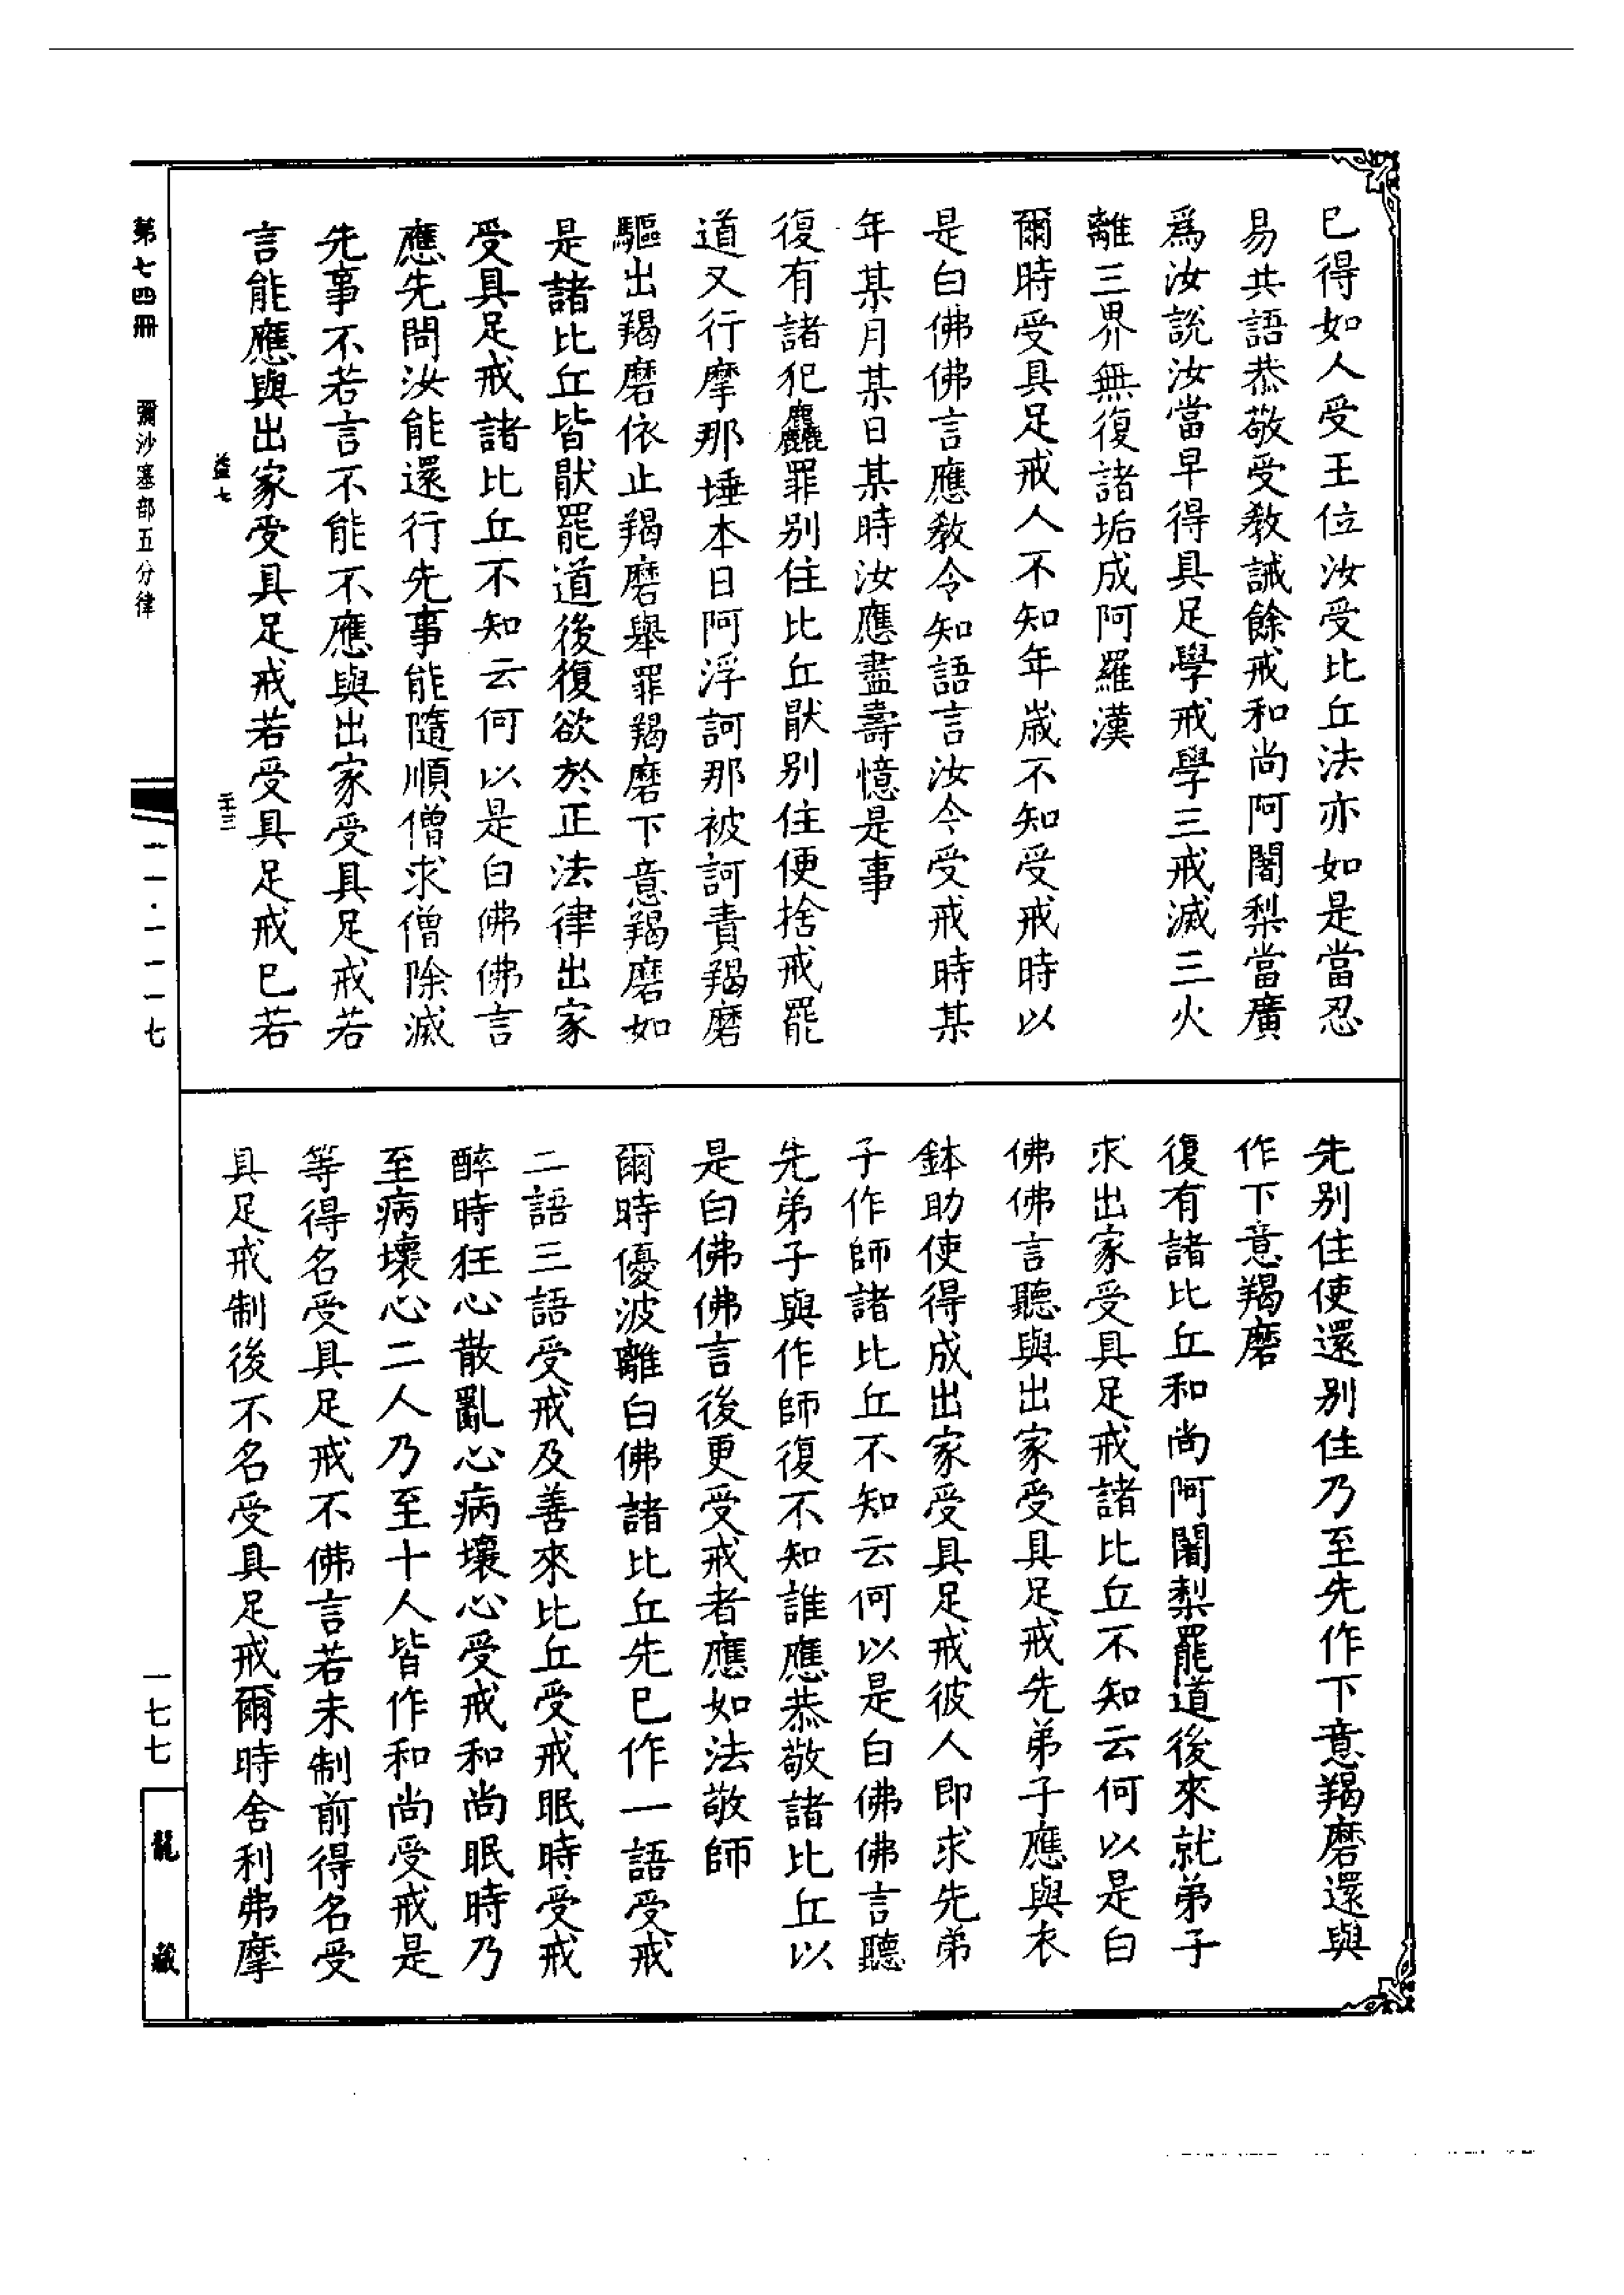 已得如人受王位汝受比丘法亦如是當忍
易共語恭敬受教誡餘戒和尚阿闍梨當廣
為汝說汝當早得具足學戒學三戒滅三火
離三界無復諸垢成阿羅漢
爾時受具足戒人不知年歲不知受戒時以
是白佛佛言應教令知語言汝今受戒時某
年某月某日某時汝應盡壽憶是事
復有諸犯麤罪別住比丘猒別住便捨戒罷
道又行摩那埵本日阿浮訶那被訶責羯磨
驅出羯磨依止羯磨舉罪羯磨下意羯磨如
是諸比丘皆猒罷道後復欲於正法律出家
受具足戒諸比丘不知云何以是白佛佛言
應先問汝能還行先事能隨順僧求僧除滅
先事不若言不能不應與出家受具足戒若
言能應與出家受具足戒若受具足戒已若
益七
二十三
先別住使還別住乃至先作下意羯磨還與
作下意羯磨
復有諸比丘和尚阿闍梨罷道後來就弟子
求出家受具足戒諸比丘不知云何以是白
佛佛言聽與出家受具足戒先弟子應與衣
鉢助使得成出家受具足戒彼人即求先弟
子作師諸比丘不知云何以是白佛佛言聽
先弟子與作師復不知誰應恭敬諸比丘以
是白佛佛言後更受戒者應如法敬師
爾時優波離白佛諸比丘先已作一語受戒
二語三語受戒及善來比丘受戒眠時受戒
醉時狂心散亂心病壞心受戒和尚眠時乃
至病壞心二人乃至十人皆作和尚受戒是
等得名受具足戒不佛言若未制前得名受
具足戒制後不名受具足戒爾時舍利弗摩
第七四冊
彌沙塞部五分律
一一·一一一七
一七七
龍藏